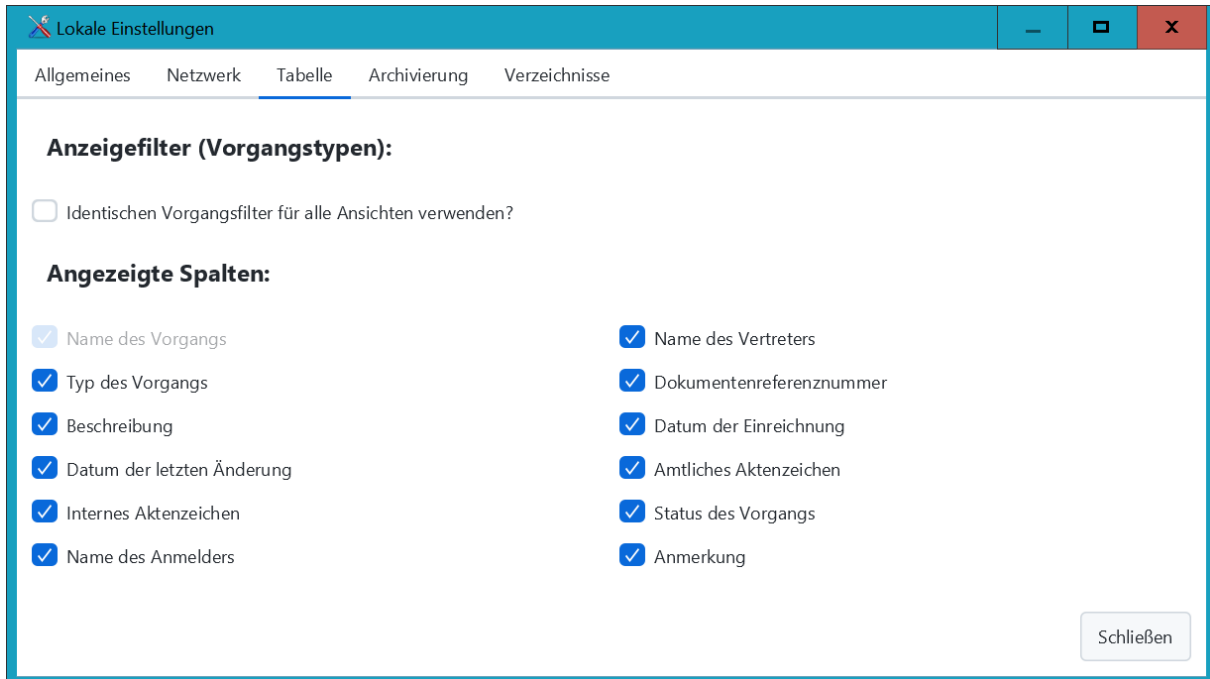 Lokale Einstellungen
Allgemeines Netzwerk Tabelle Archivierung Verzeichnisse
Anzeigefilter (Vorgangstypen):
Identischen Vorgangsfilter für alle Ansichten verwenden?
Angezeigte Spalten:
Name des Vorgangs Name des Vertreters
Typ des Vorgangs Dokumentenreferenznummer
Beschreibung Datum der Einreichnung
Datum der letzten Änderung Amtliches Aktenzeichen
Internes Aktenzeichen Status des Vorgangs
Name des Anmelders Anmerkung
Schließen